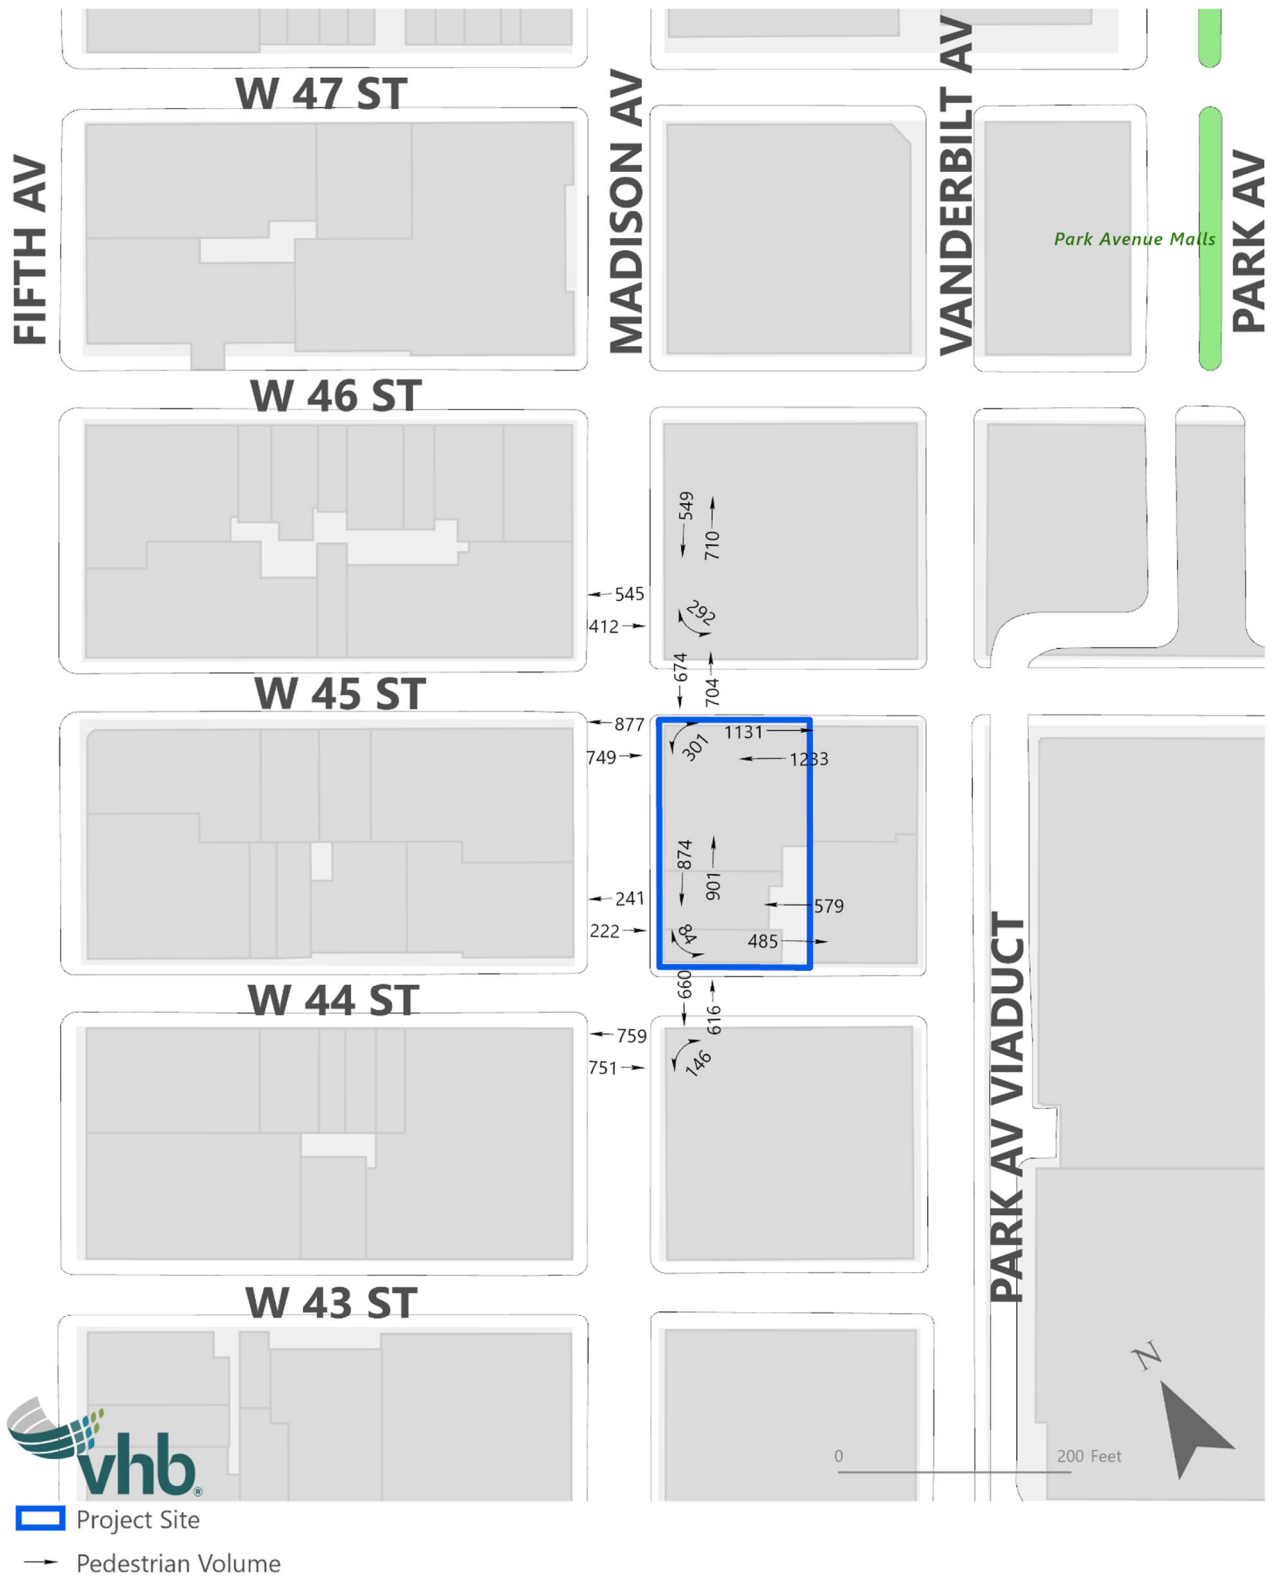 W 47 ST
MADISON AV
VANDERBILT AV
FIFTH AV
PARK AV
Park Avenue Malls
W 46 ST
549
710
545
292
412
674
704
W 45 ST
877
1131
301
749
1233
874
901
241
579
84
222
485
660
W 44 ST
616
759
146
751
PARK AV VIADUCT
W 43 ST
N
vhb®
0 200 Feet
Project Site
Pedestrian Volume